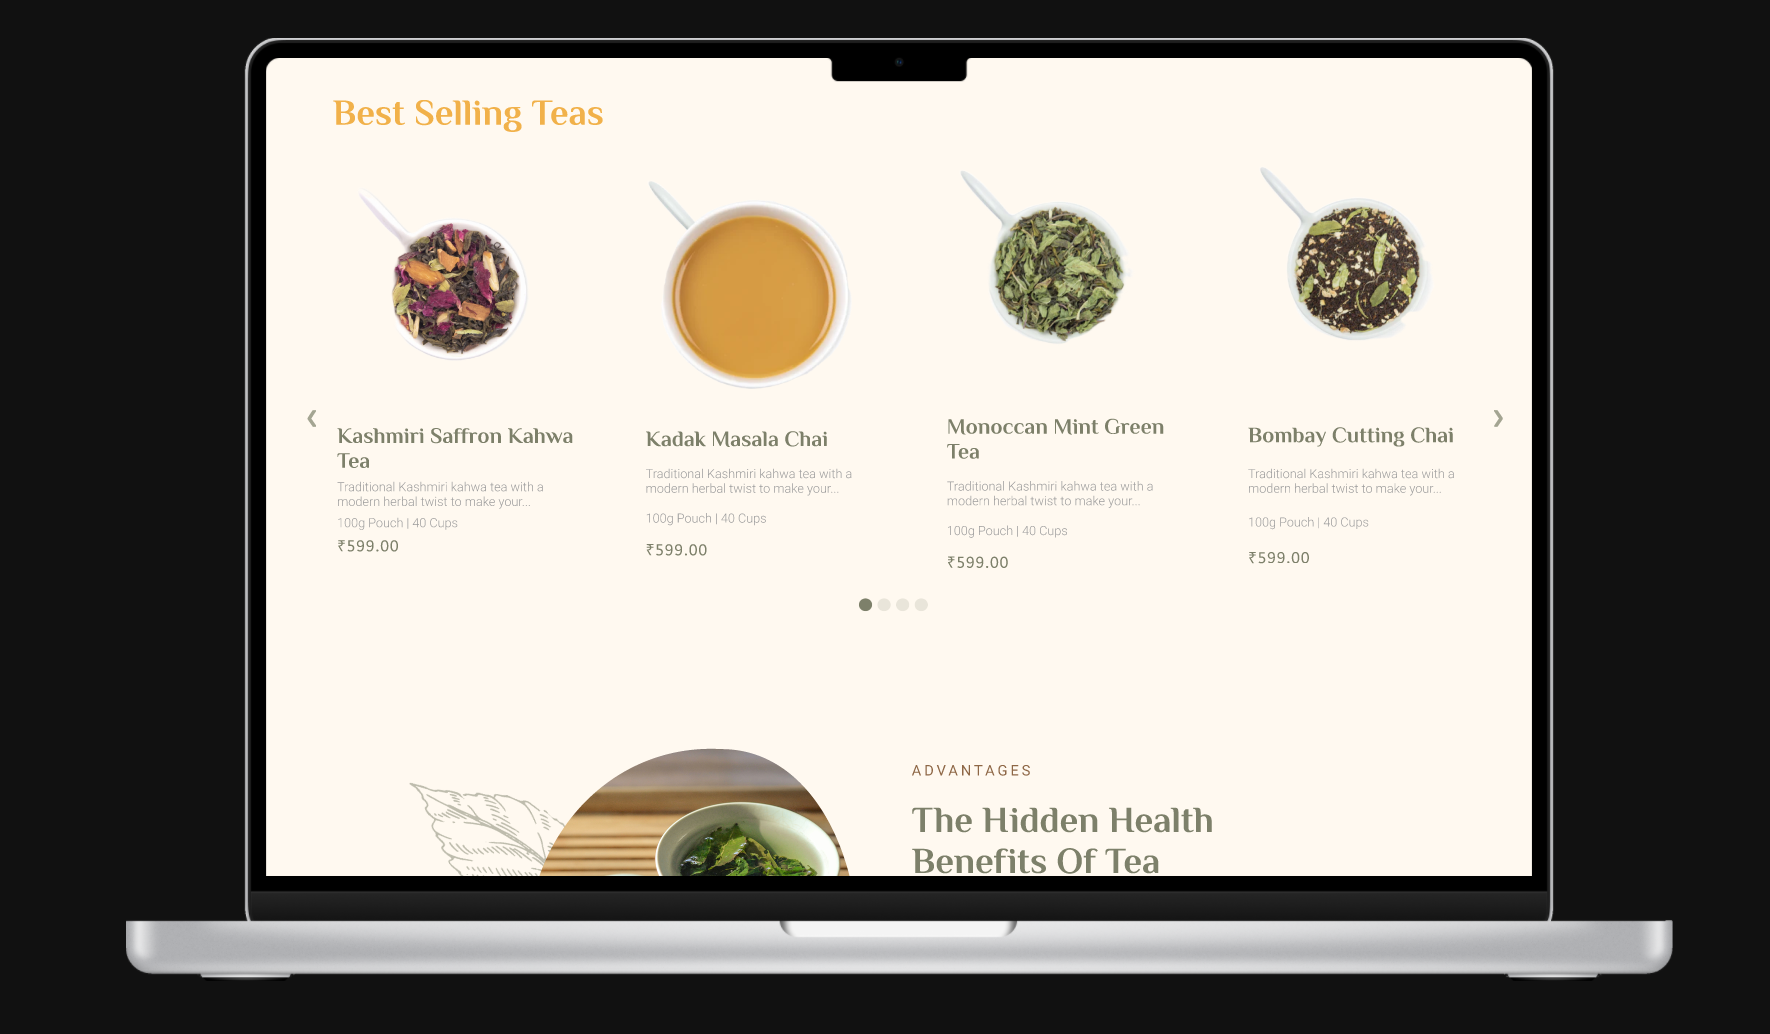 Best Selling Teas
Kashmiri Saffron Kahwa
Tea
Traditional Kashmiri kahwa tea with a
modern herbal twist to make your...
100g Pouch | 40 Cups
₹599.00
Kadak Masala Chai
Traditional Kashmiri kahwa tea with a
modern herbal twist to make your...
100g Pouch | 40 Cups
₹599.00
Monoccan Mint Green
Tea
Traditional Kashmiri kahwa tea with a
modern herbal twist to make your...
100g Pouch | 40 Cups
₹599.00
Bombay Cutting Chai
Traditional Kashmiri kahwa tea with a
modern herbal twist to make your...
100g Pouch | 40 Cups
₹599.00
ADVANTAGES
The Hidden Health
Benefits Of Tea